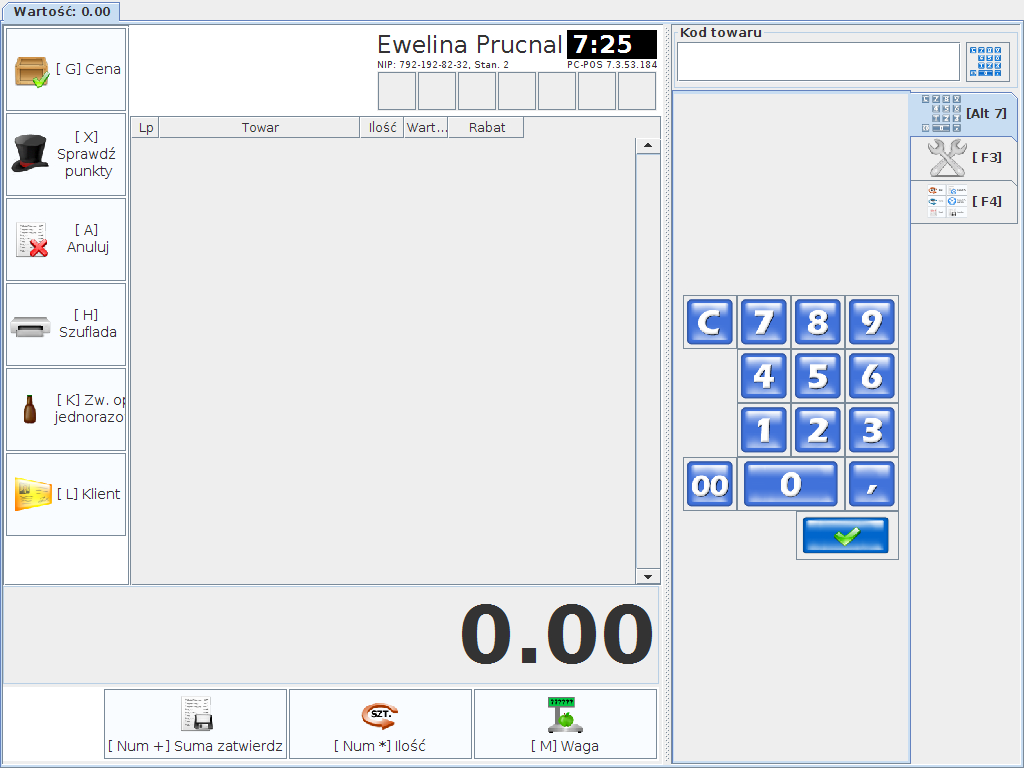 Wartość: 0.00
[ G] Cena
[ X]
Sprawdź
punkty
[ A]
Anuluj
[ H]
Szuflada
[ K] Zw. op
jednorazo
[ L] Klient
Ewelina Prucnal 7:25
NIP: 792-192-82-32, Stan. 2 PC-POS 7.3.53.184
Lp Towar Ilość Wart... Rabat
0.00
[ Num +] Suma zatwierdz
SZT.
[ Num *] Ilość
??????
[ M] Waga
Kod towaru
[Alt 7]
[ F3]
[ F4]
C 7 8 9
4 5 6
1 2 3
00 0 ,